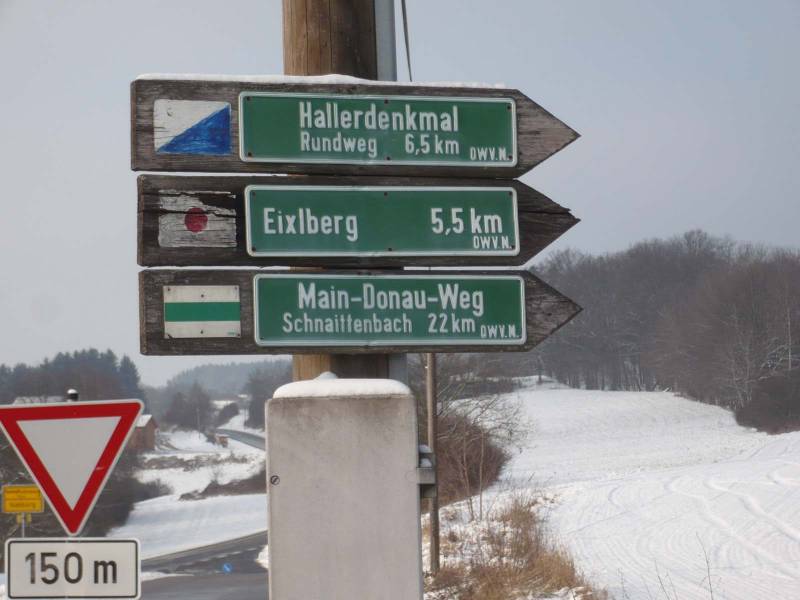 Hallerdenkmal
Rundweg 6,5 km OWV.N.
Eixlberg 5,5 km
OWV.N.
Main-Donau-Weg
Schnaittenbach 22 km OWV.N.
150 m